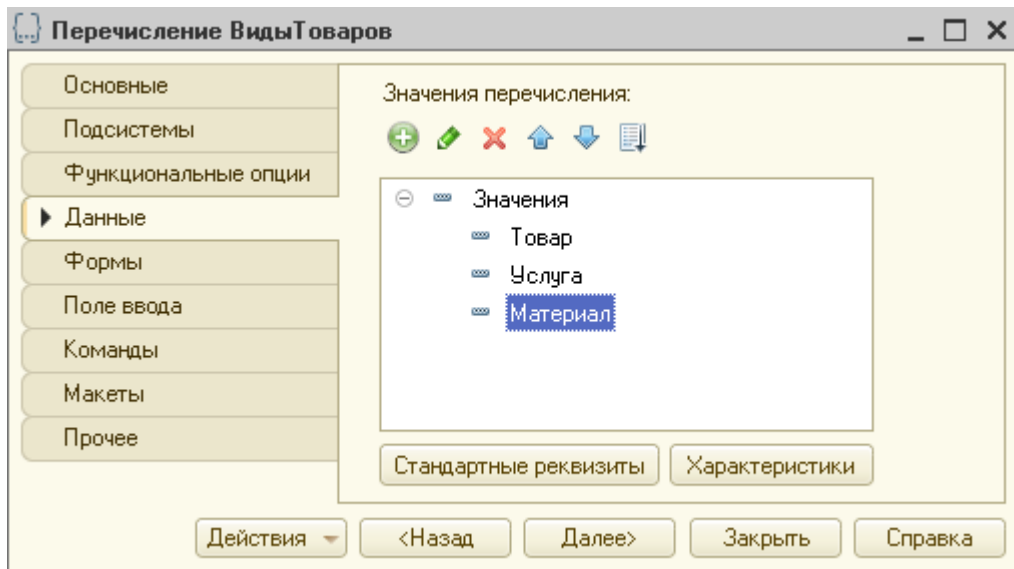 Перечисление ВидыТоваров
Основные
Подсистемы
Функциональные опции
Данные
Формы
Поле ввода
Команды
Макеты
Прочее
Значения перечисления:
Значения
Товар
Услуга
Материал
Стандартные реквизиты Характеристики
Действия <Назад Далее> Закрыть Справка